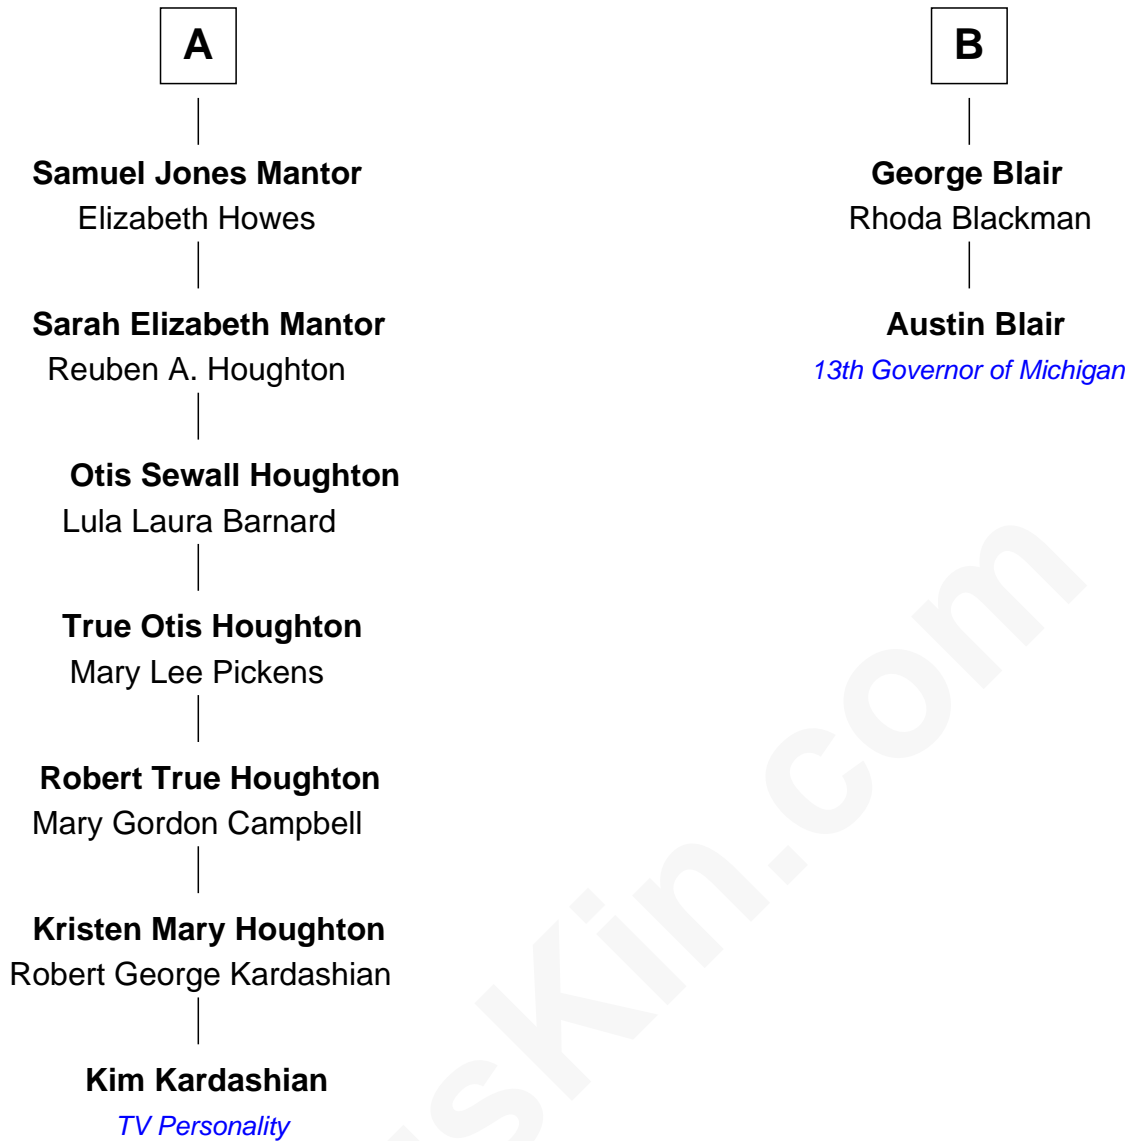 A
Samuel Jones Mantor
Elizabeth Howes
Sarah Elizabeth Mantor
Reuben A. Houghton
Otis Sewall Houghton
Lula Laura Barnard
True Otis Houghton
Mary Lee Pickens
Robert True Houghton
Mary Gordon Campbell
Kristen Mary Houghton
Robert George Kardashian
Kim Kardashian
TV Personality
B
George Blair
Rhoda Blackman
Austin Blair
13th Governor of Michigan
sKin.com